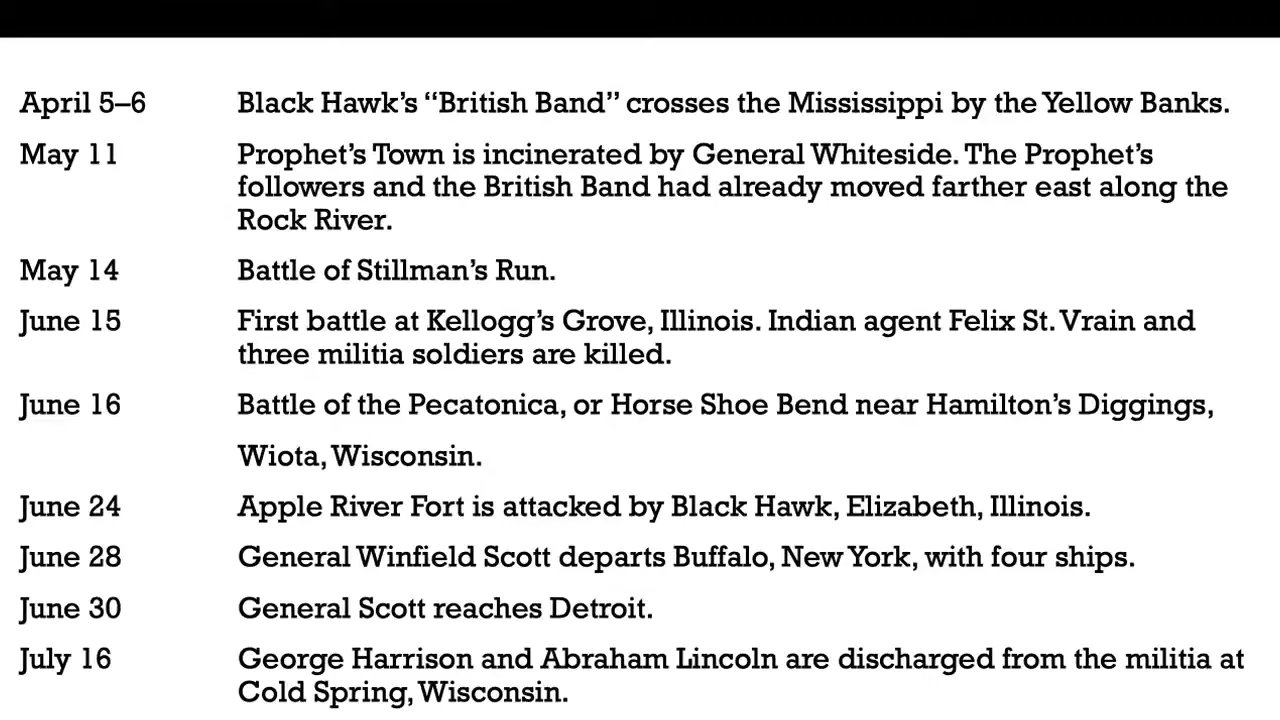 April 5–6 Black Hawk’s “British Band” crosses the Mississippi by the Yellow Banks.
May 11 Prophet’s Town is incinerated by General Whiteside. The Prophet’s
followers and the British Band had already moved farther east along the
Rock River.
May 14 Battle of Stillman’s Run.
June 15 First battle at Kellogg’s Grove, Illinois. Indian agent Felix St. Vrain and
three militia soldiers are killed.
June 16 Battle of the Pecatonica, or Horse Shoe Bend near Hamilton’s Diggings,
Wiota, Wisconsin.
June 24 Apple River Fort is attacked by Black Hawk, Elizabeth, Illinois.
June 28 General Winfield Scott departs Buffalo, New York, with four ships.
June 30 General Scott reaches Detroit.
July 16 George Harrison and Abraham Lincoln are discharged from the militia at
Cold Spring, Wisconsin.